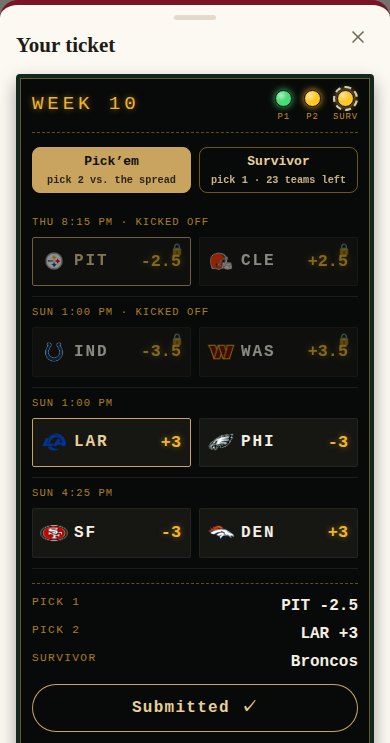 Your ticket
WEEK 10
P1 P2 SURV
Pick'em Survivor
pick 2 vs. the spread pick 1 · 23 teams left
THU 8:15 PM · KICKED OFF
PIT -2.5 CLE +2.5
SUN 1:00 PM · KICKED OFF
IND -3.5 WAS +3.5
SUN 1:00 PM
LAR +3 PHI -3
SUN 4:25 PM
SF -3 DEN +3
PICK 1 PIT -2.5
PICK 2 LAR +3
SURVIVOR Broncos
Submitted ✓